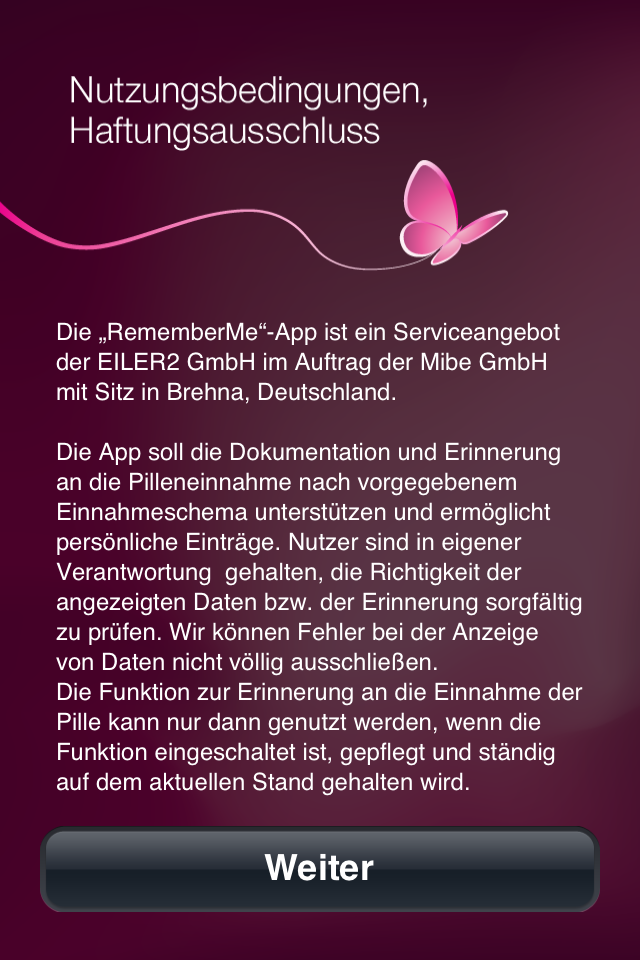 Nutzungsbedingungen,
Haftungsausschluss
Die „RememberMe“-App ist ein Serviceangebot
der EILER2 GmbH im Auftrag der Mibe GmbH
mit Sitz in Brehna, Deutschland.
Die App soll die Dokumentation und Erinnerung
an die Pilleneinnahme nach vorgegebenem
Einnahmeschema unterstützen und ermöglicht
persönliche Einträge. Nutzer sind in eigener
Verantwortung  gehalten, die Richtigkeit der
angezeigten Daten bzw. der Erinnerung sorgfältig
zu prüfen. Wir können Fehler bei der Anzeige
von Daten nicht völlig ausschließen.
Die Funktion zur Erinnerung an die Einnahme der
Pille kann nur dann genutzt werden, wenn die
Funktion eingeschaltet ist, gepflegt und ständig
auf dem aktuellen Stand gehalten wird.
Weiter